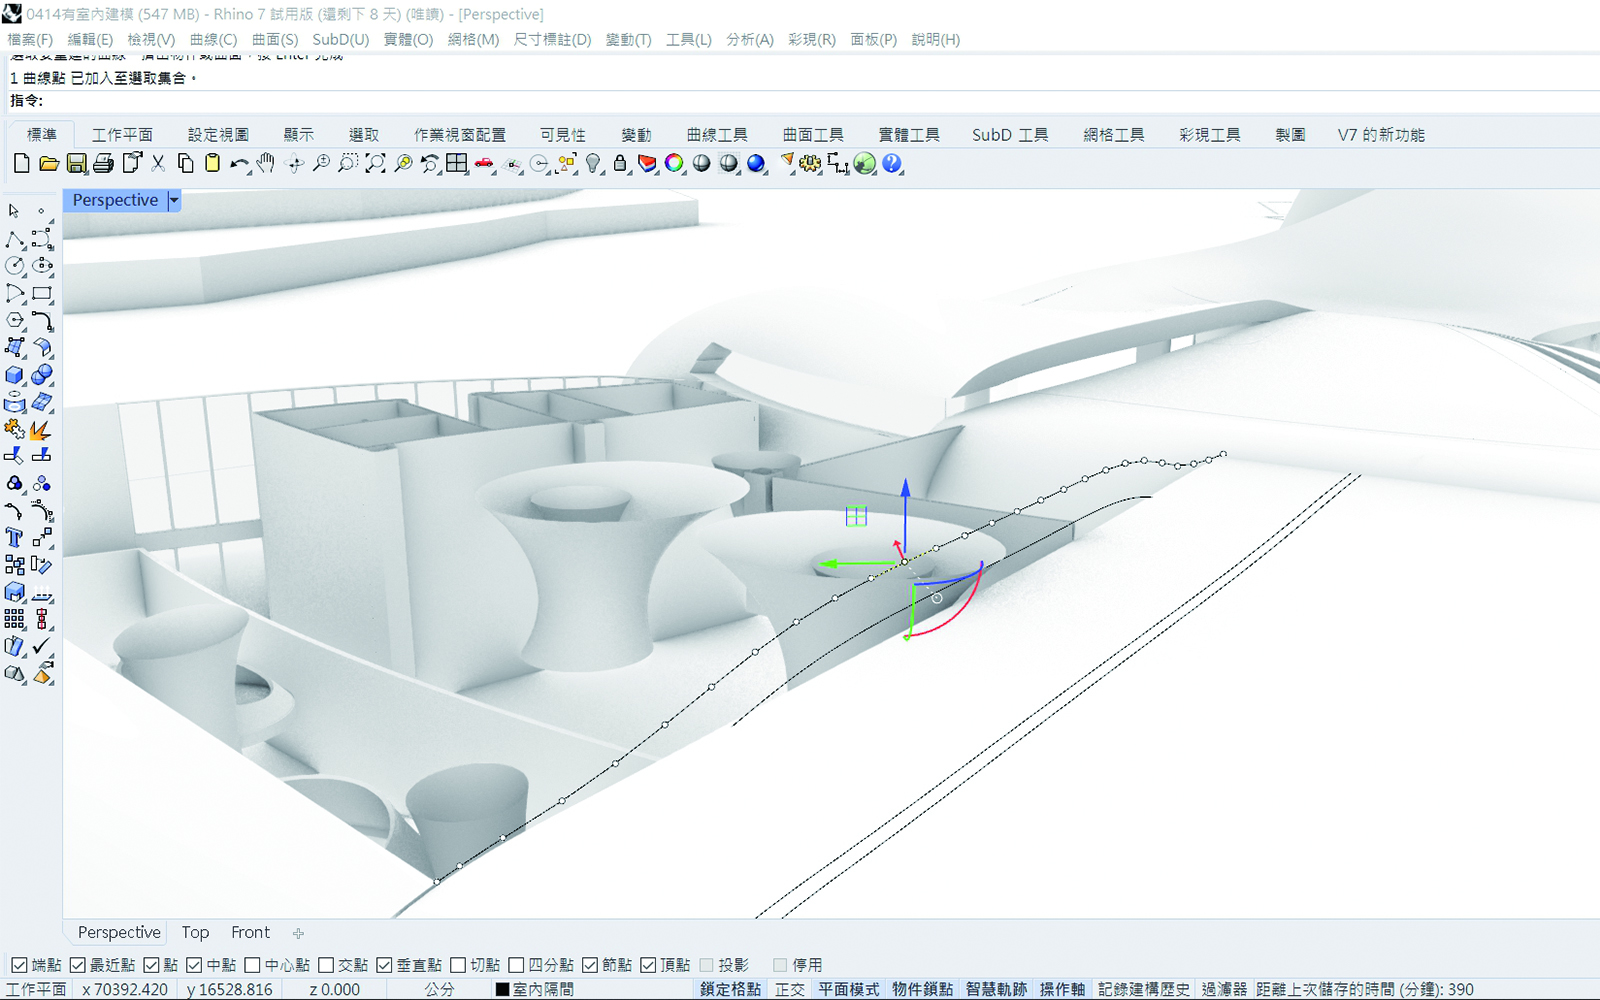 0414有室內建模 (547 MB) - Rhino 7 試用版 (還剩下 8 天) (唯讀) - [Perspective]
檔案(F) 編輯(E) 檢視(V) 曲線(C) 曲面(S) SubD(U) 實體(O) 網格(M) 尺寸標註(D) 變動(T) 工具(L) 分析(A) 彩現(R) 面板(P) 說明(H)
1 曲線點 已加入至選取集合。
指令:
標準 工作平面 設定視圖 顯示 選取 作業視窗配置 可見性 變動 曲線工具 曲面工具 實體工具 SubD 工具 網格工具 彩現工具 製圖 V7 的新功能
Perspective
Perspective Top Front
端點 最近點 點 中點 中心點 交點 垂直點 切點 四分點 節點 頂點 投影 停用
工作平面 x 70392.420 y 16528.816 z 0.000 公分 室內隔間 鎖定格點 正交 平面模式 物件鎖點 智慧軌跡 操作軸 記錄建構歷史 過濾器 距離上次儲存的時間 (分鐘): 390